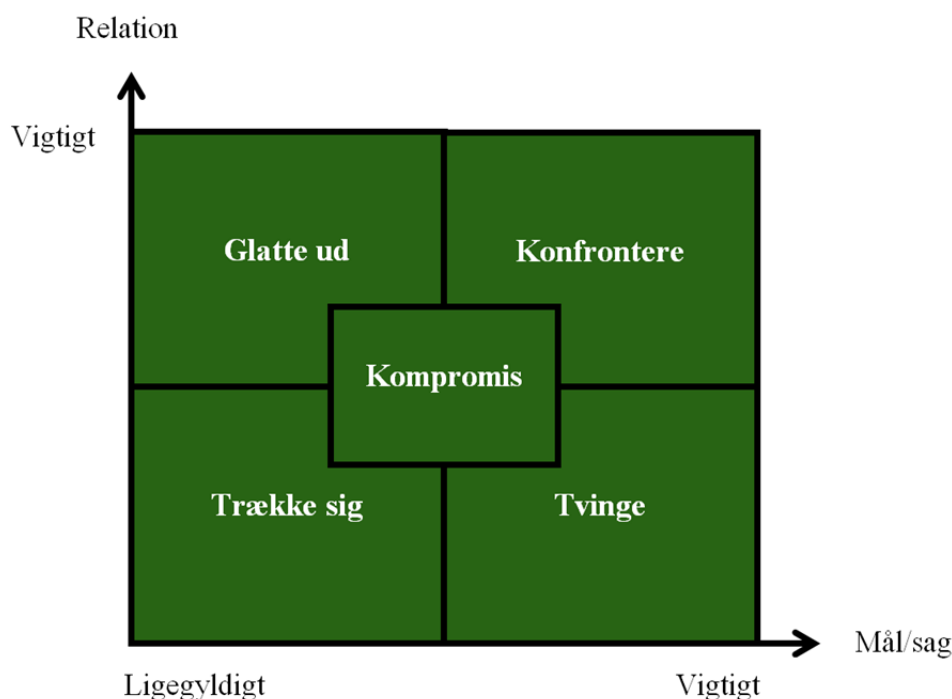 Relation
Vigtigt
Glatte ud
Konfrontere
Kompromis
Trække sig
Tvinge
Mål/sag
Ligegyldigt
Vigtigt